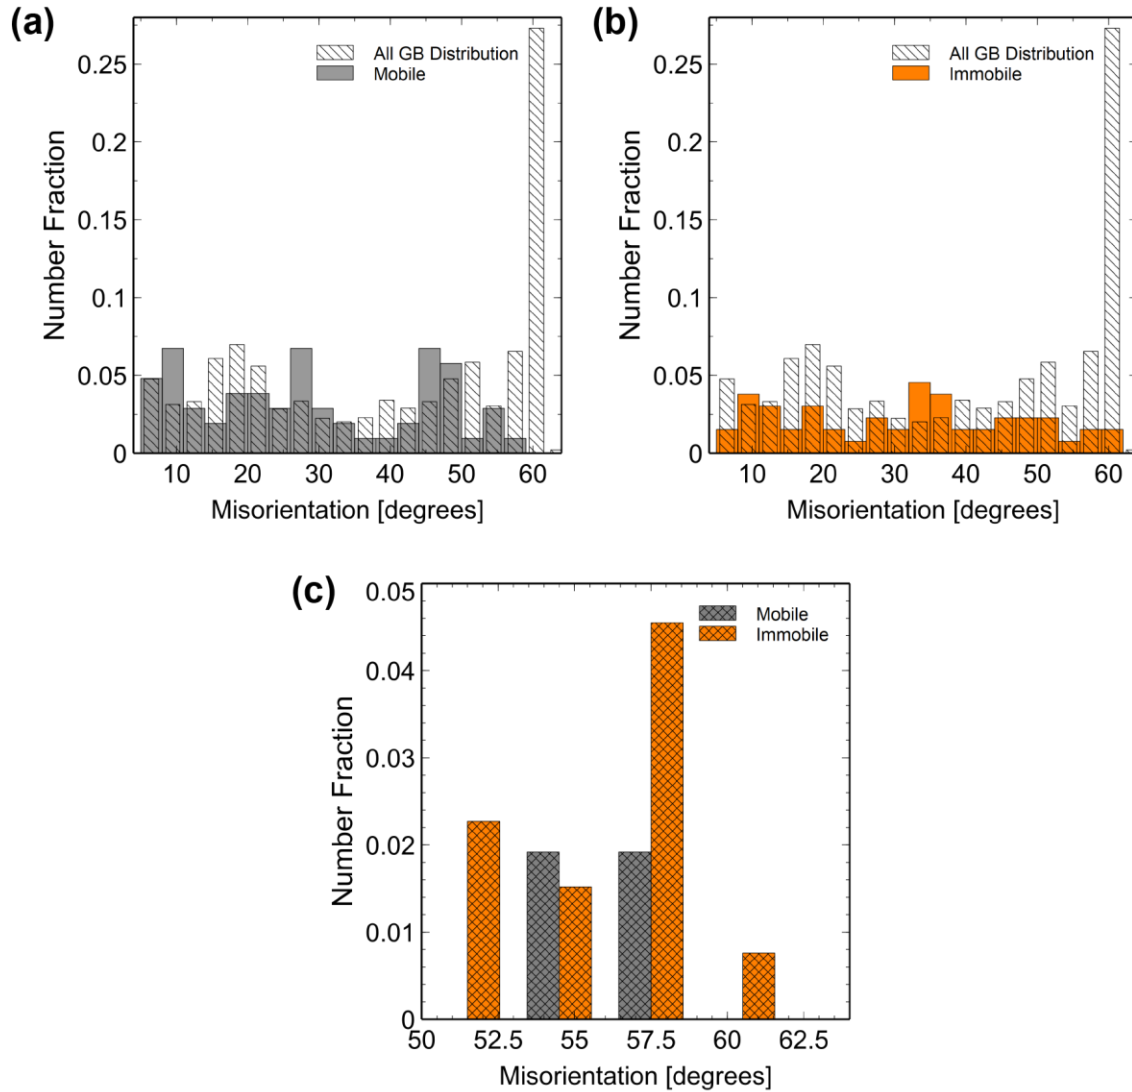 (a)
All GB Distribution
Mobile
0.25
0.2
0.15
0.1
0.05
0
Number Fraction
10 20 30 40 50 60
Misorientation [degrees]
(b)
All GB Distribution
Immobile
0.25
0.2
0.15
0.1
0.05
0
Number Fraction
10 20 30 40 50 60
Misorientation [degrees]
(c)
Mobile
Immobile
0.05
0.04
0.03
0.02
0.01
0
Number Fraction
50 52.5 55 57.5 60 62.5
Misorientation [degrees]